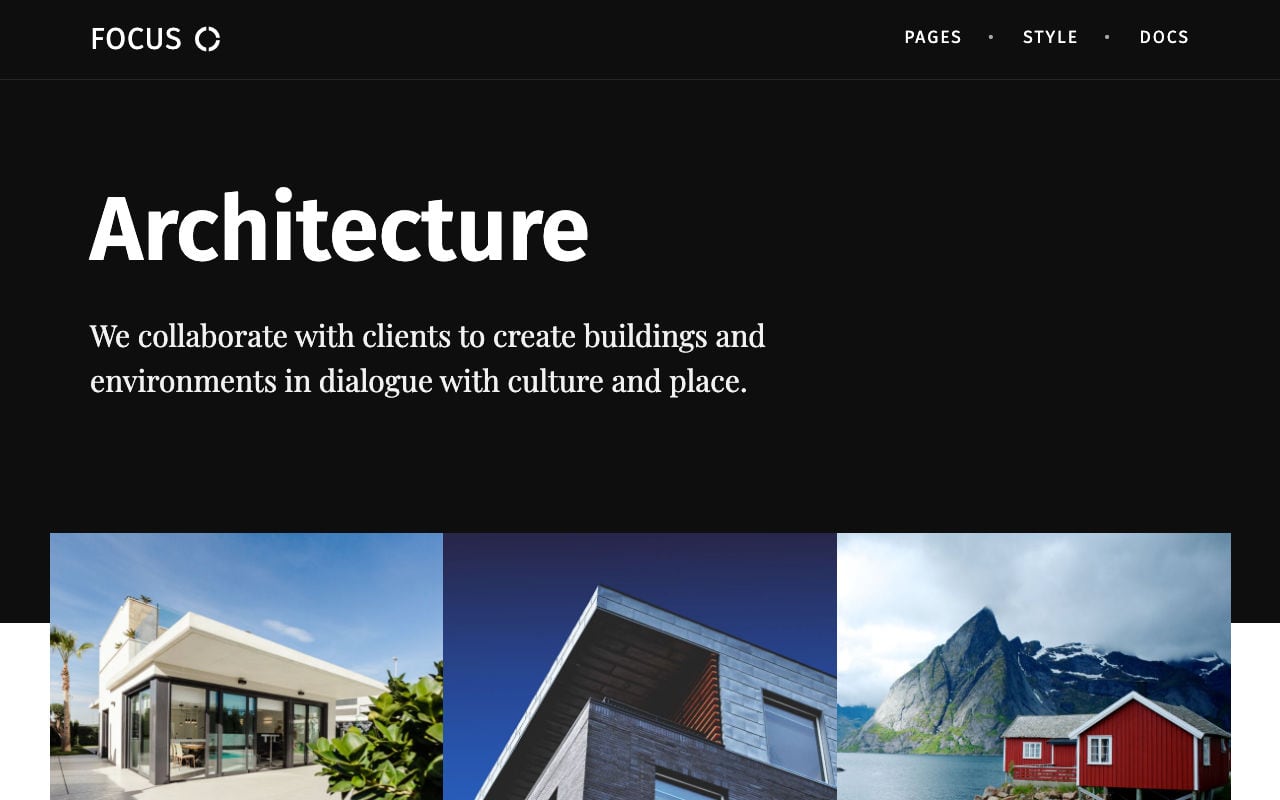 FOCUS
PAGES • STYLE • DOCS
Architecture
We collaborate with clients to create buildings and
environments in dialogue with culture and place.